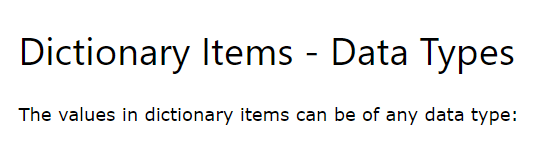 Dictionary Items - Data Types
The values in dictionary items can be of any data type: